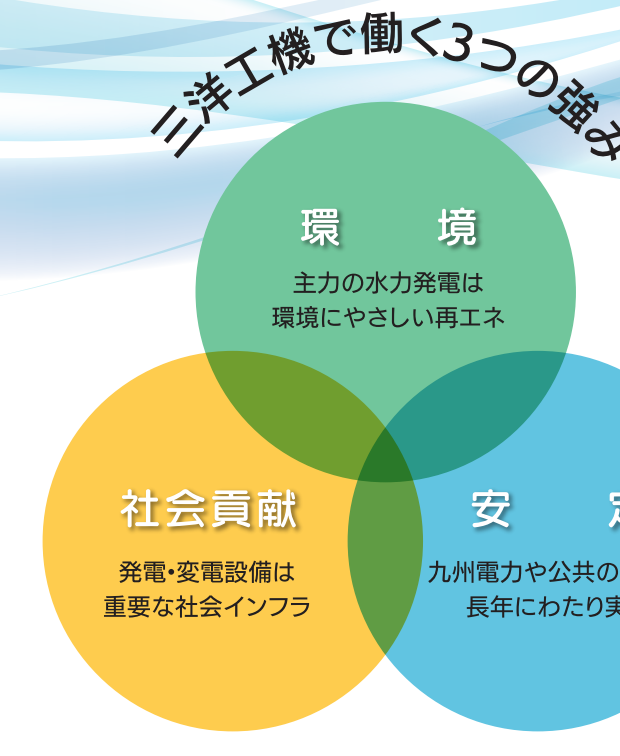 三洋工機で働く3つの強み
環境
主力の水力発電は
環境にやさしい再エネ
社会貢献
発電・変電設備は
重要な社会インフラ
安
九州電力や公共の
長年にわたり実